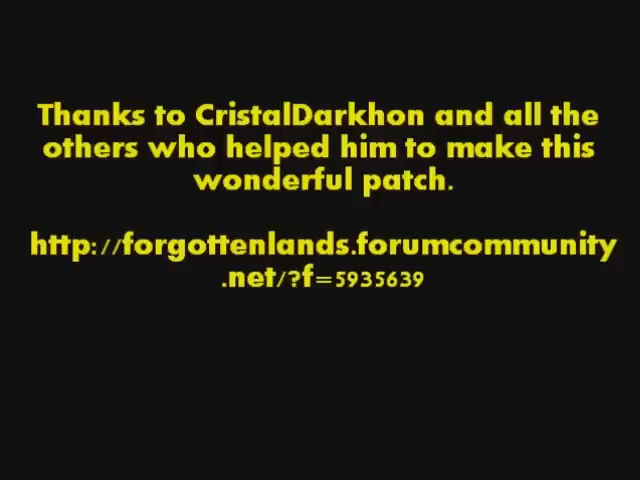 Thanks to CristalDarkhon and all the
others who helped him to make this
wonderful patch.
http://forgottenlands.forumcommunity
.net/?f=5935639